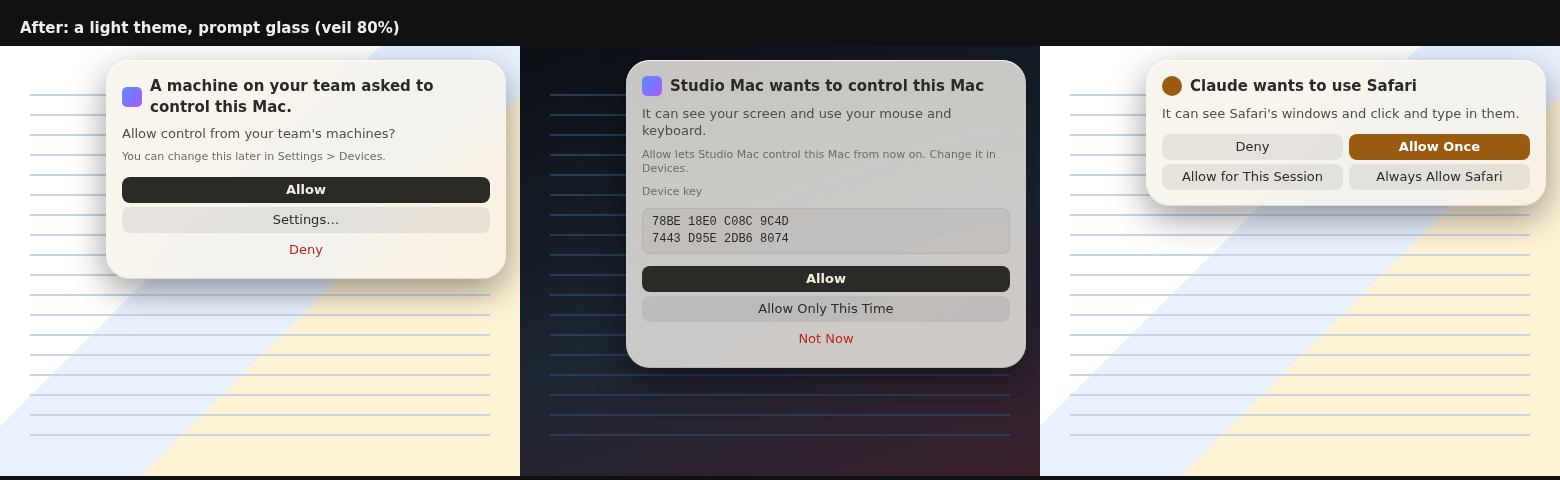 After: a light theme, prompt glass (veil 80%)
A machine on your team asked to
control this Mac.
Allow control from your team's machines?
You can change this later in Settings > Devices.
Allow
Settings...
Deny
Studio Mac wants to control this Mac
It can see your screen and use your mouse and
keyboard.
Allow lets Studio Mac control this Mac from now on. Change it in
Devices.
Device key
78BE 18E0 C08C 9C4D
7443 D95E 2DB6 8074
Allow
Allow Only This Time
Not Now
Claude wants to use Safari
It can see Safari's windows and click and type in them.
Deny
Allow Once
Allow for This Session
Always Allow Safari